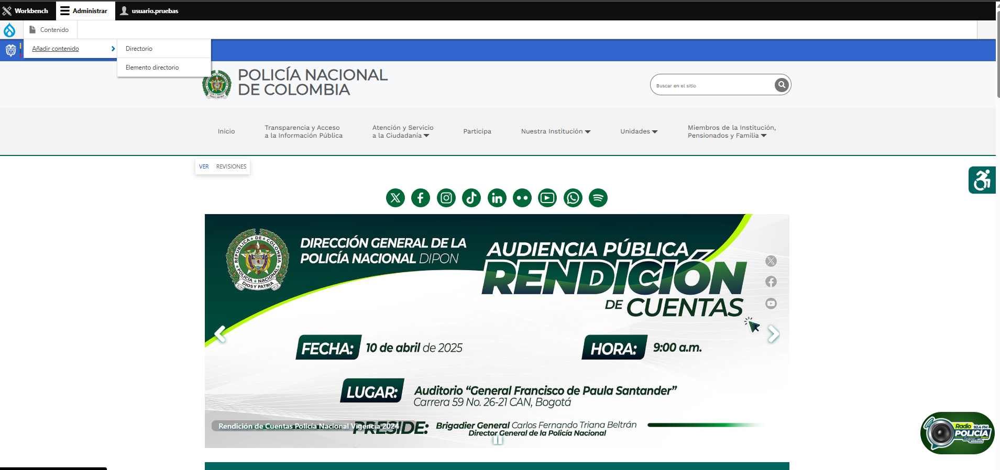 Workbench
Administrar
usuario.pruebas
Contenido
Añadir contenido
Directorio
Elemento directorio
POLICÍA NACIONAL
DE COLOMBIA
Buscar en el sitio
Inicio
Transparencia y Acceso
a la Información Pública
Atención y Servicio
a la Ciudadanía
Participa
Nuestra Institución
Unidades
Miembros de la Institución,
Pensionados y Familia
VER
REVISIONES
REPÚBLICA DE COLOMBIA
POLICÍA NACIONAL
DIOS Y PATRIA
DIRECCIÓN GENERAL DE LA
POLICÍA NACIONAL DIPON
AUDIENCIA PÚBLICA
RENDICIÓN
DE CUENTAS
FECHA: 10 de abril de 2025
HORA: 9:00 a.m.
LUGAR: Auditorio “General Francisco de Paula Santander”
Carrera 59 No. 26-21 CAN, Bogotá
PRESIDE: Brigadier General Carlos Fernando Triana Beltrán
Director General de la Policía Nacional
Rendición de Cuentas Policía Nacional Vigencia 2024
Radio 92.4 FM
POLICÍA